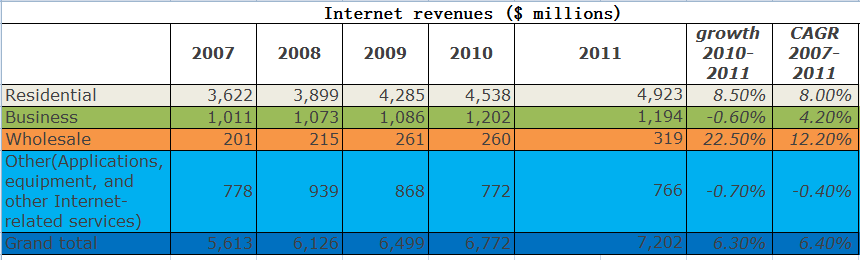 Internet revenues ($ millions)
2007 2008 2009 2010 2011 growth 2010-2011 CAGR 2007-2011
Residential 3,622 3,899 4,285 4,538 4,923 8.50% 8.00%
Business 1,011 1,073 1,086 1,202 1,194 -0.60% 4.20%
Wholesale 201 215 261 260 319 22.50% 12.20%
Other(Applications,
equipment, and
other Internet-
related services) 778 939 868 772 766 -0.70% -0.40%
Grand total 5,613 6,126 6,499 6,772 7,202 6.30% 6.40%